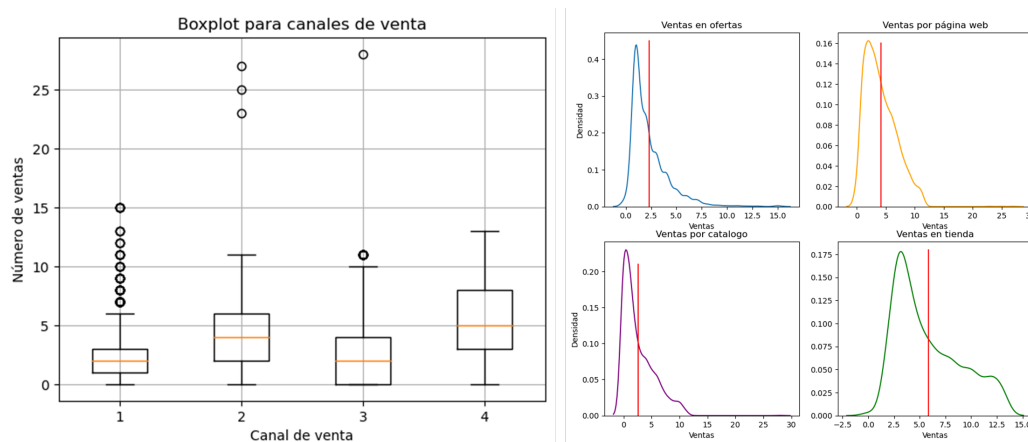 Boxplot para canales de venta
Número de ventas
25
20
15
10
5
0
1 2 3 4
Canal de venta
Ventas en ofertas
Densidad
0.4
0.3
0.2
0.1
0.0
0.0 2.5 5.0 7.5 10.0 12.5 15.0
Ventas
Ventas por página web
0.16
0.14
0.12
0.10
0.08
0.06
0.04
0.02
0.00
0 5 10 15 20 25
Ventas
Ventas por catalogo
Densidad
0.20
0.15
0.10
0.05
0.00
0 5 10 15 20 25 30
Ventas
Ventas en tienda
0.175
0.150
0.125
0.100
0.075
0.050
0.025
0.000
-2.5 0.0 2.5 5.0 7.5 10.0 12.5
Ventas